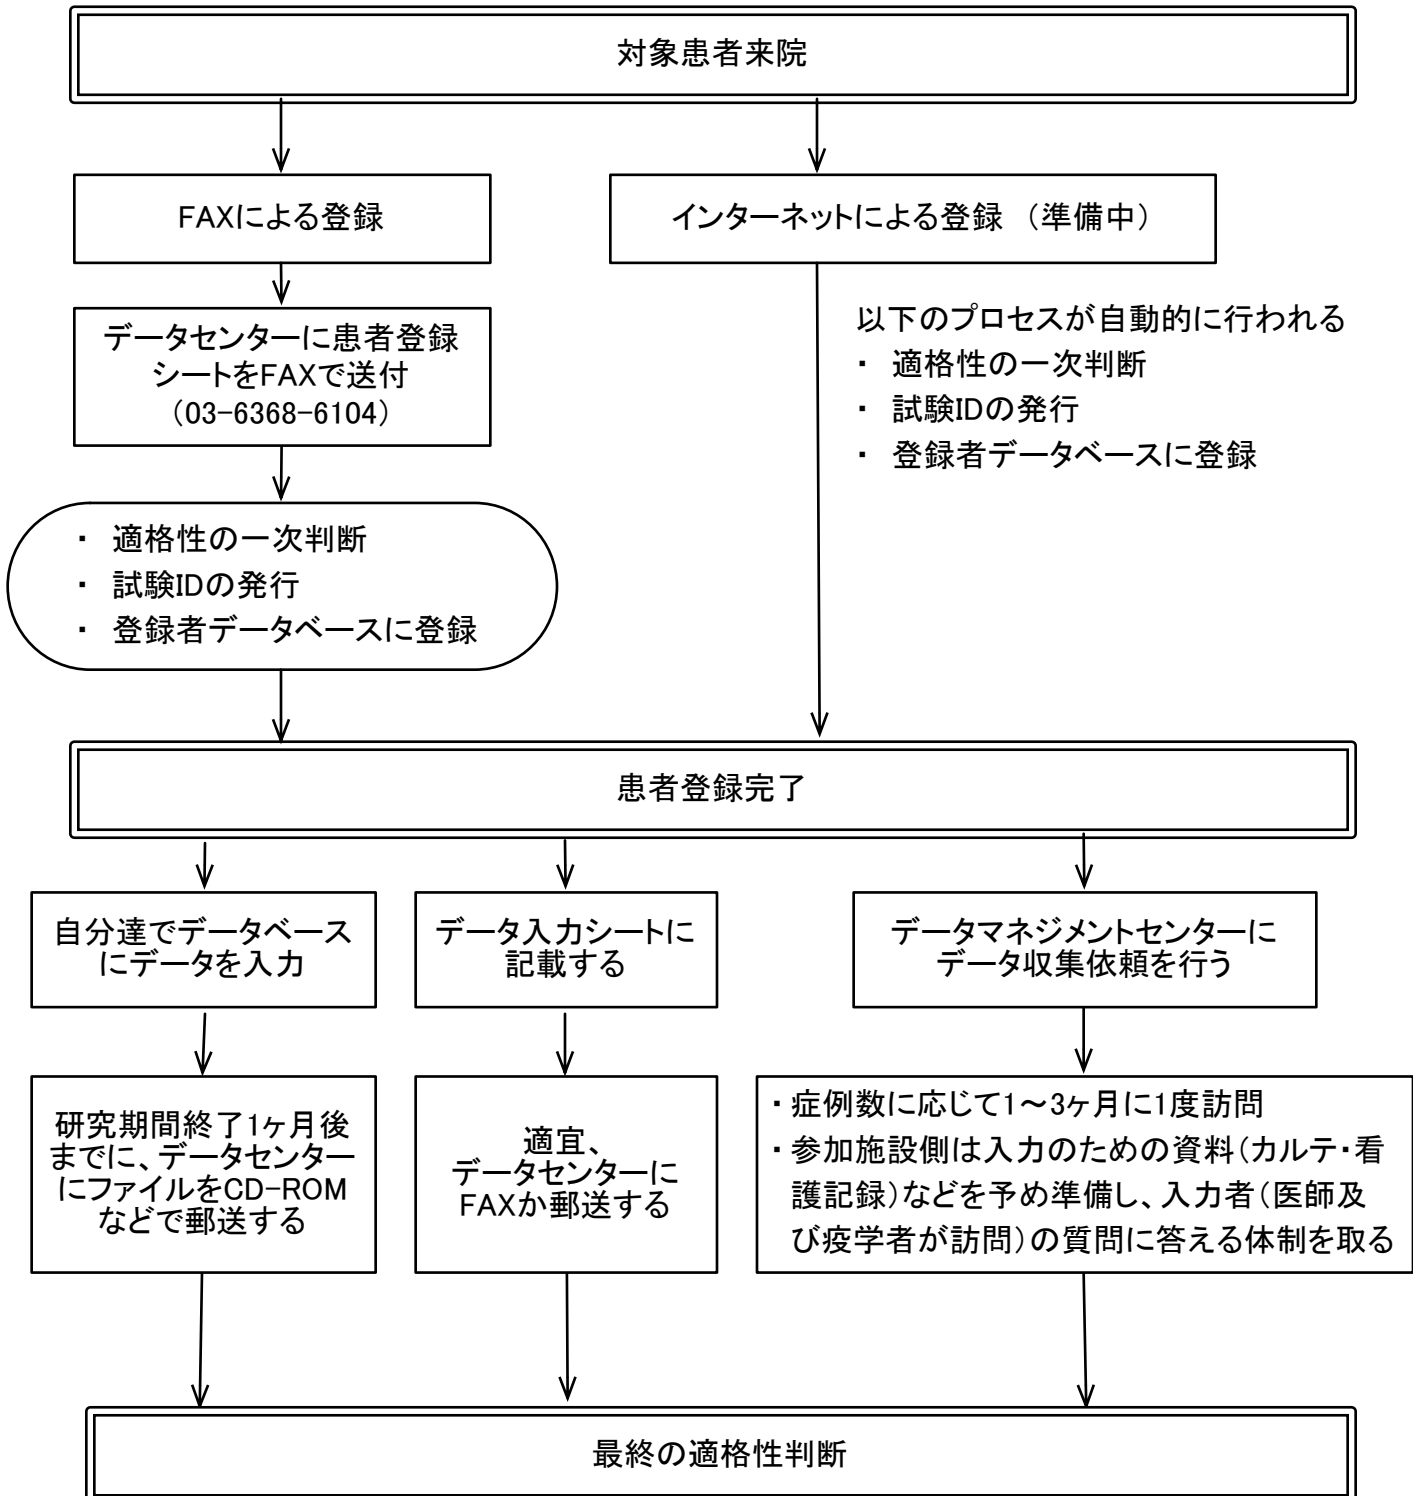 対象患者来院
FAXによる登録
インターネットによる登録 （準備中）
データセンターに患者登録
シートをFAXで送付
（03-6368-6104）
以下のプロセスが自動的に行われる
・ 適格性の一次判断
・ 試験IDの発行
・ 登録者データベースに登録
・ 適格性の一次判断
・ 試験IDの発行
・ 登録者データベースに登録
患者登録完了
自分達でデータベース
にデータを入力
データ入力シートに
記載する
データマネジメントセンターに
データ収集依頼を行う
研究期間終了1ヶ月後
までに、データセンター
にファイルをCD-ROM
などで郵送する
適宜、
データセンターに
FAXか郵送する
・症例数に応じて1～3ヶ月に1度訪問
・参加施設側は入力のための資料（カルテ・看
護記録）などを予め準備し、入力者（医師及
び疫学者が訪問）の質問に答える体制を取る
最終の適格性判断